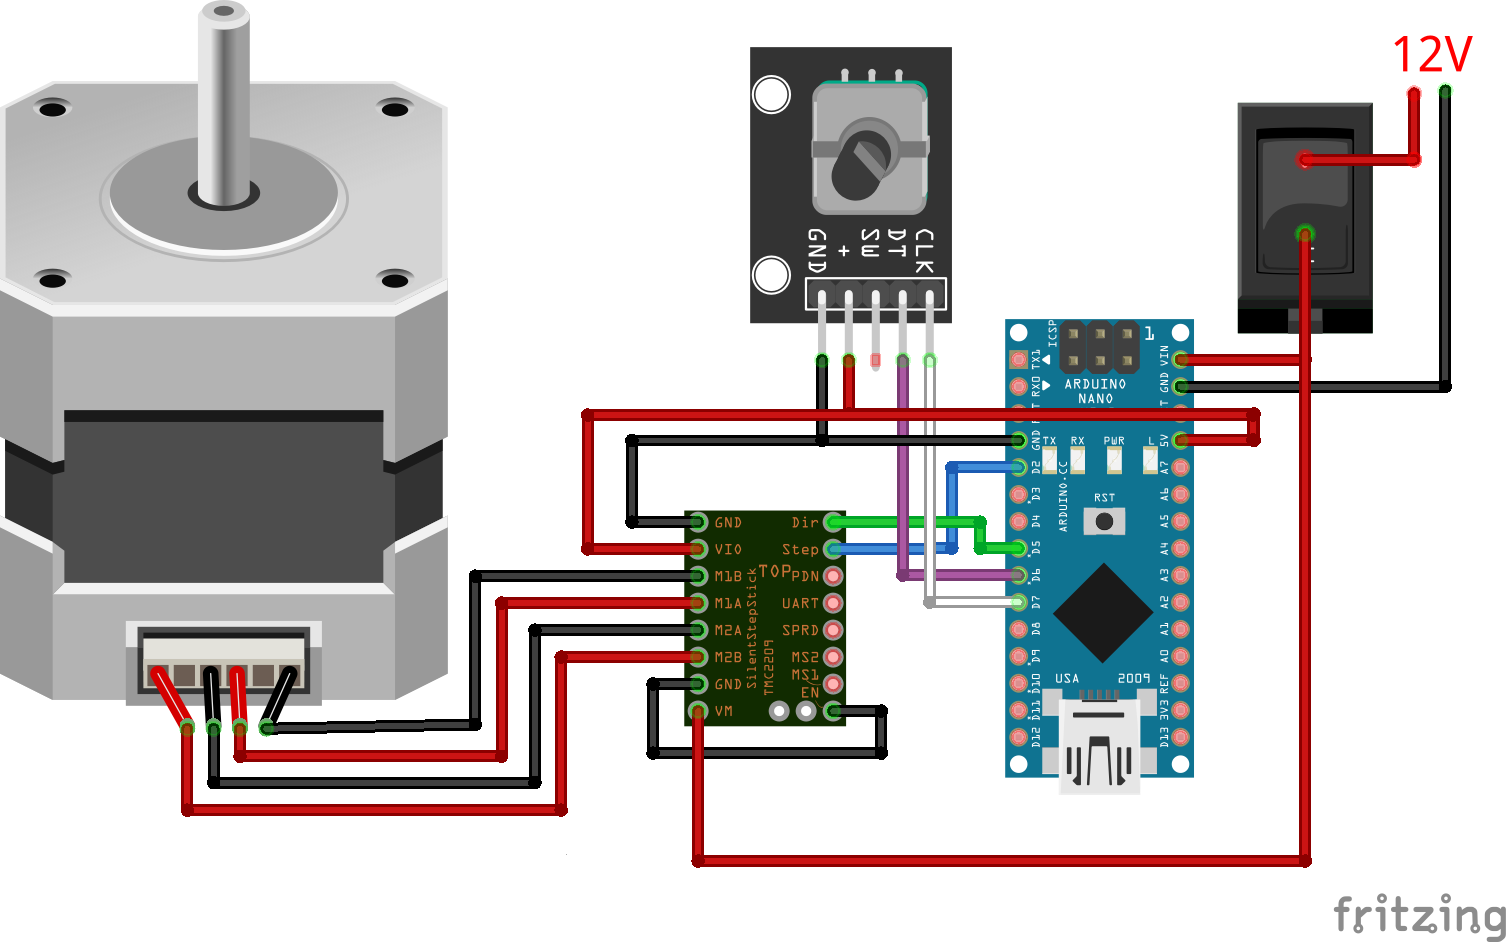 12V
GND
+
SW
DT
CLK
ICSP
1
TX1
RX0
GND
D2
D3
D4
D5
D6
D7
D8
D9
D10
D11
D12
ARDUINO
NANO
TX
RX
PWR
L
ARDUINO.CC
RST
USA
2009
VIN
GND
5V
A7
A6
A5
A4
A3
A2
A1
A0
REF
3V3
D13
GND
VIO
M1B
M1A
M2A
M2B
GND
VM
SilentStepStick
TMC5209
TOP
Dir
Step
PDN
UART
SPRD
MS2
MS1
EN
fritzing